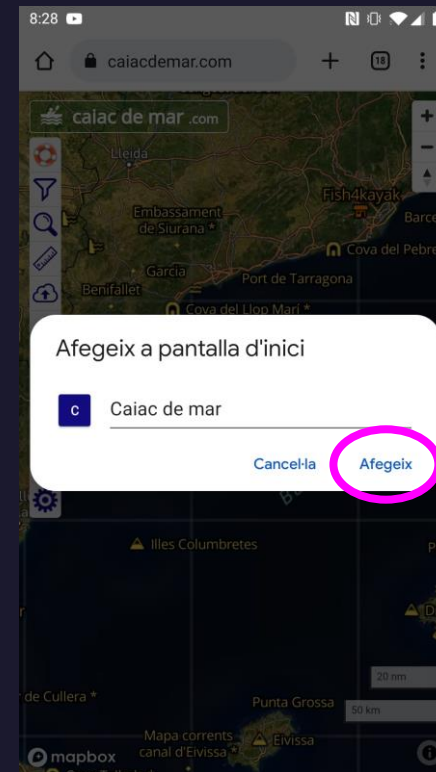 8:28
caiacdemar.com
18
caiac de mar .com
Lleida
Fish4kayak
Embassament
de Siurana *
Barce
Cova del Pebre
Garcia
Port de Tarragona
Benifallet
Cova del Llop Marí *
Afegeix a pantalla d'inici
c
Caiac de mar
Cancel·la
Afegeix
Illes Columbretes
20 nm
de Cullera *
Punta Grossa
50 km
Mapa corrents
canal d'Eivissa *
Eivissa
mapbox